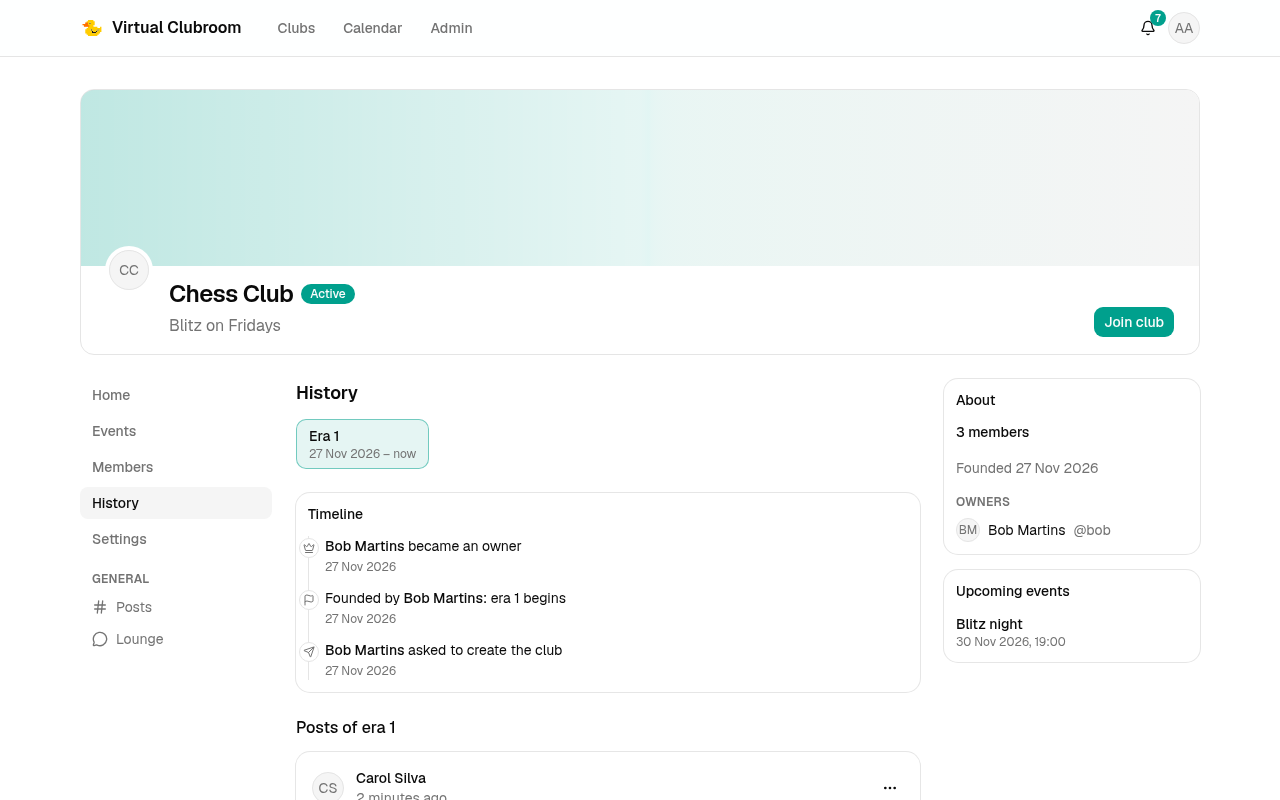 Virtual Clubroom
Clubs
Calendar
Admin
7
AA
CC
Chess Club
Active
Blitz on Fridays
Join club
Home
Events
Members
History
Settings
GENERAL
Posts
Lounge
History
Era 1
27 Nov 2026 – now
Timeline
Bob Martins became an owner
27 Nov 2026
Founded by Bob Martins: era 1 begins
27 Nov 2026
Bob Martins asked to create the club
27 Nov 2026
Posts of era 1
CS
Carol Silva
2 minutes ago
About
3 members
Founded 27 Nov 2026
OWNERS
BM
Bob Martins @bob
Upcoming events
Blitz night
30 Nov 2026, 19:00